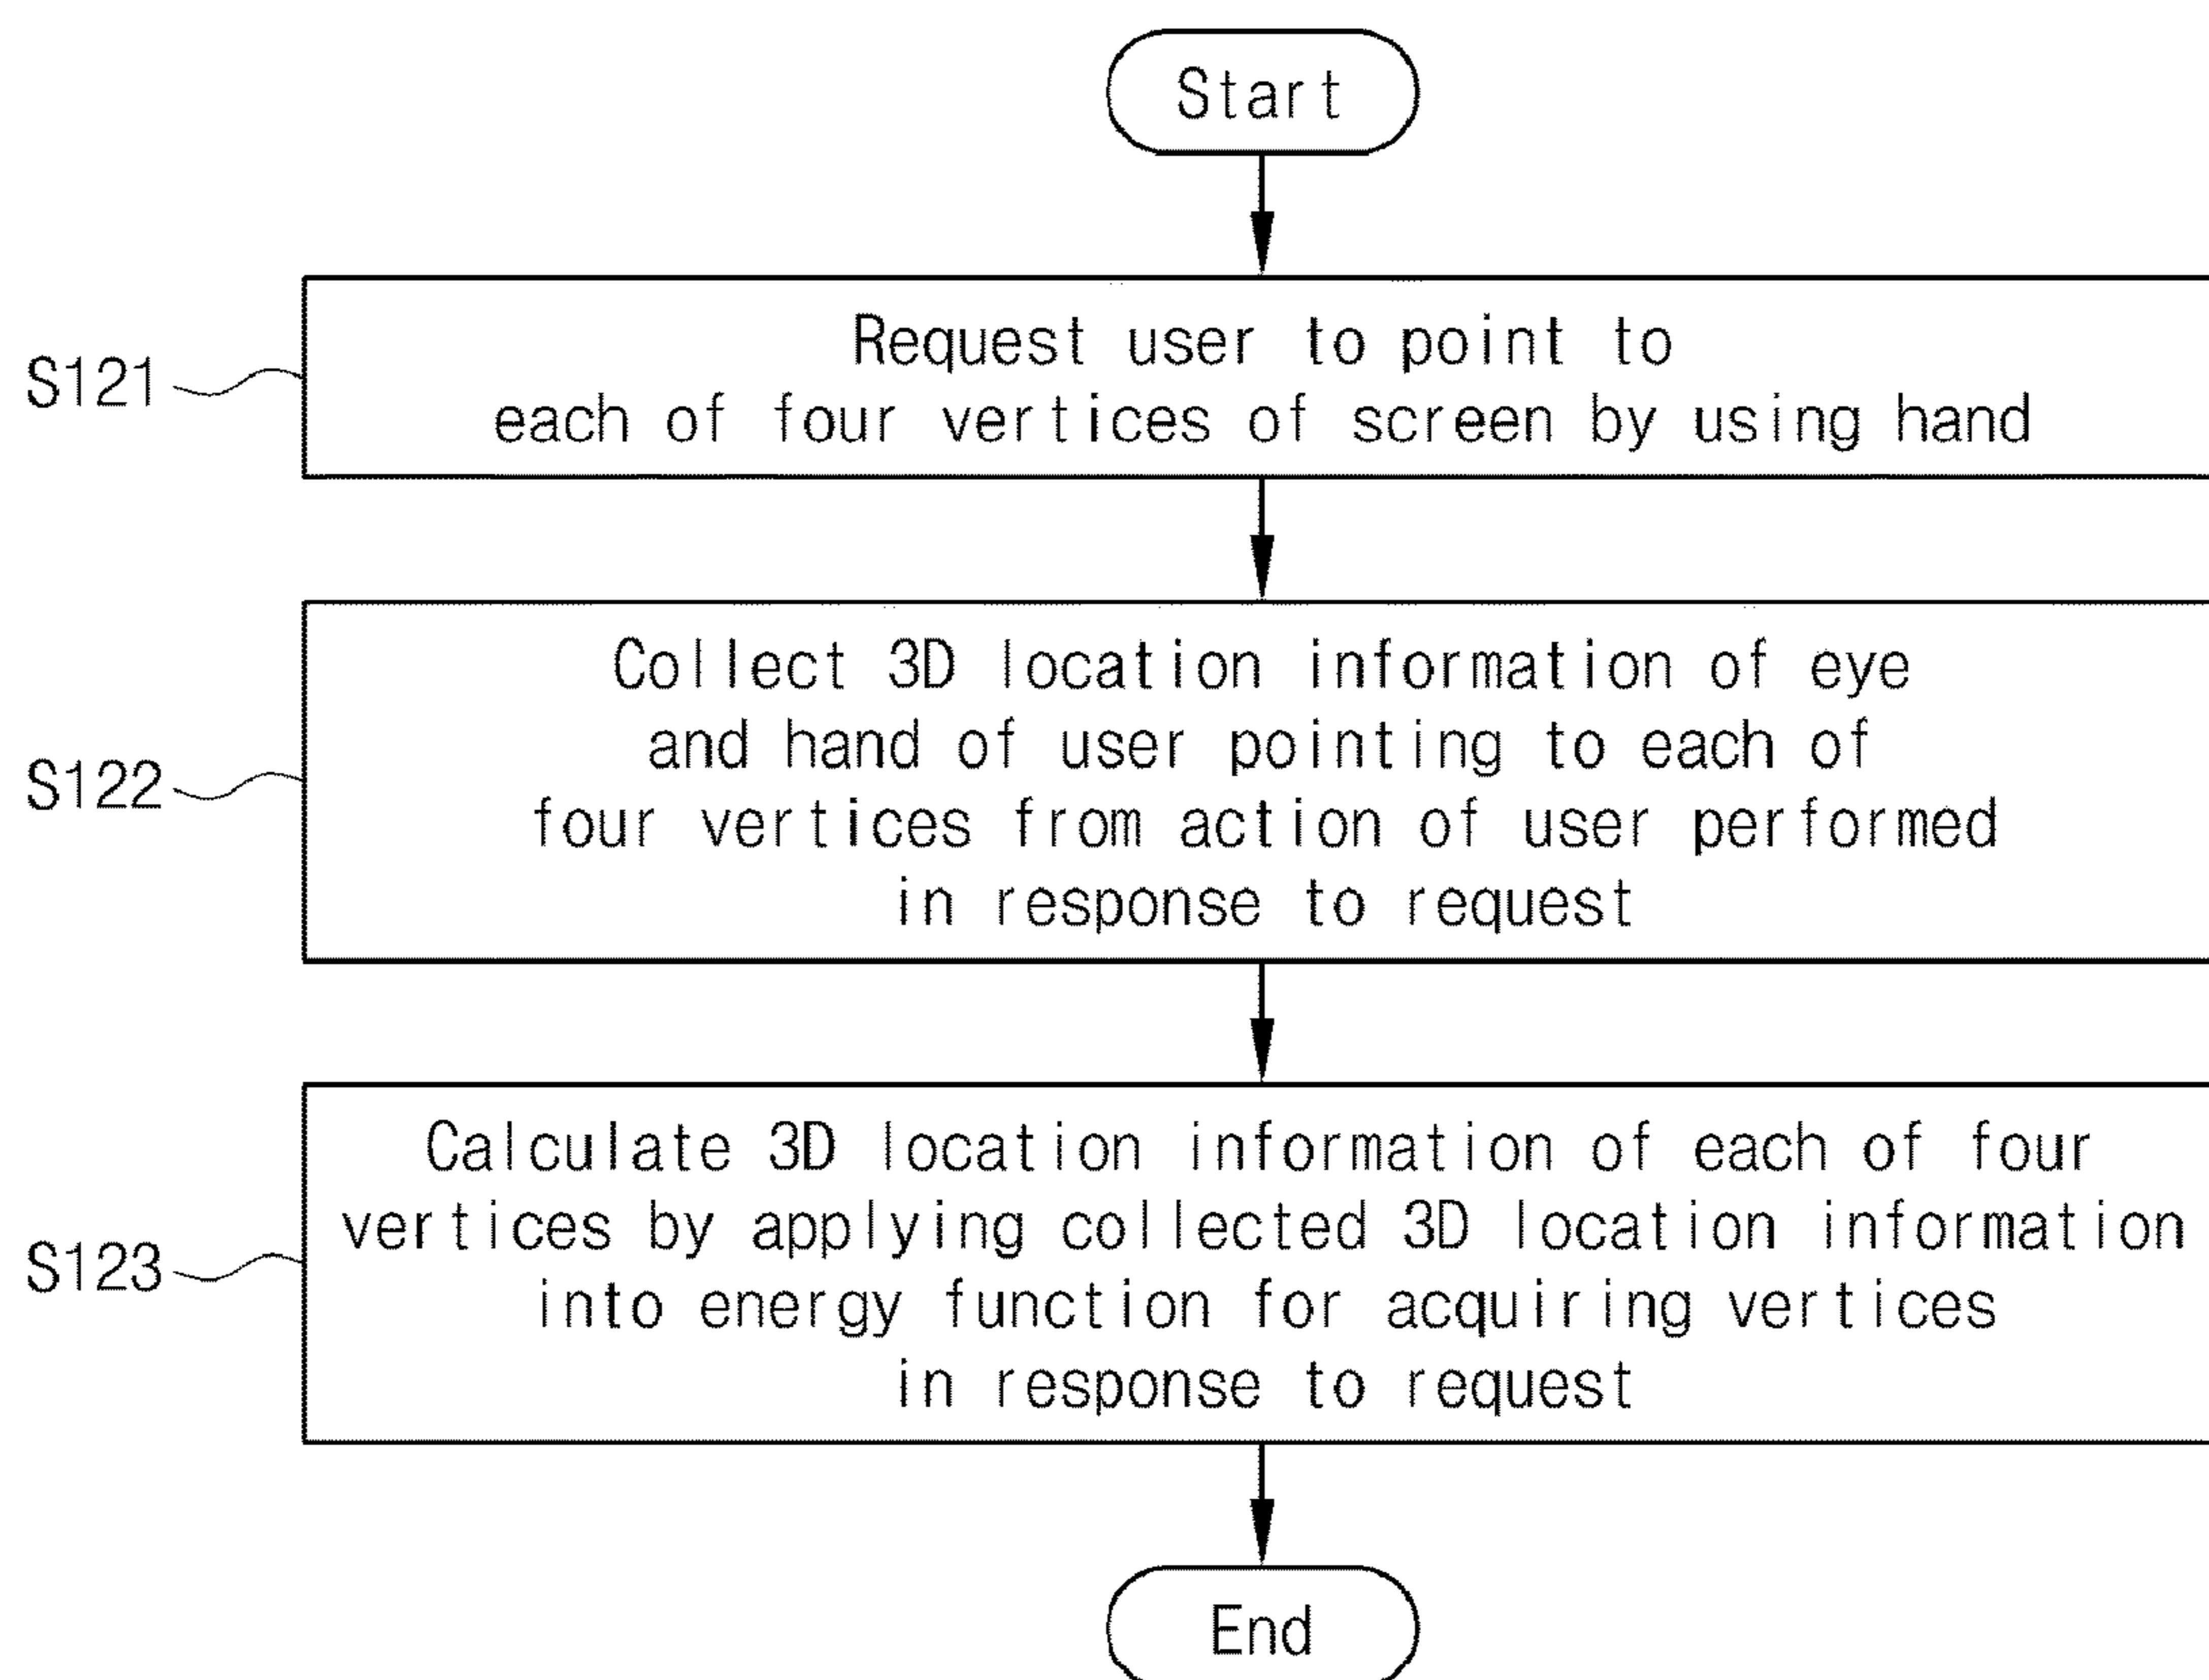 Start
S121
Request user to point to
each of four vertices of screen by using hand
S122
Collect 3D location information of eye
and hand of user pointing to each of
four vertices from action of user performed
in response to request
S123
Calculate 3D location information of each of four
vertices by applying collected 3D location information
into energy function for acquiring vertices
in response to request
End